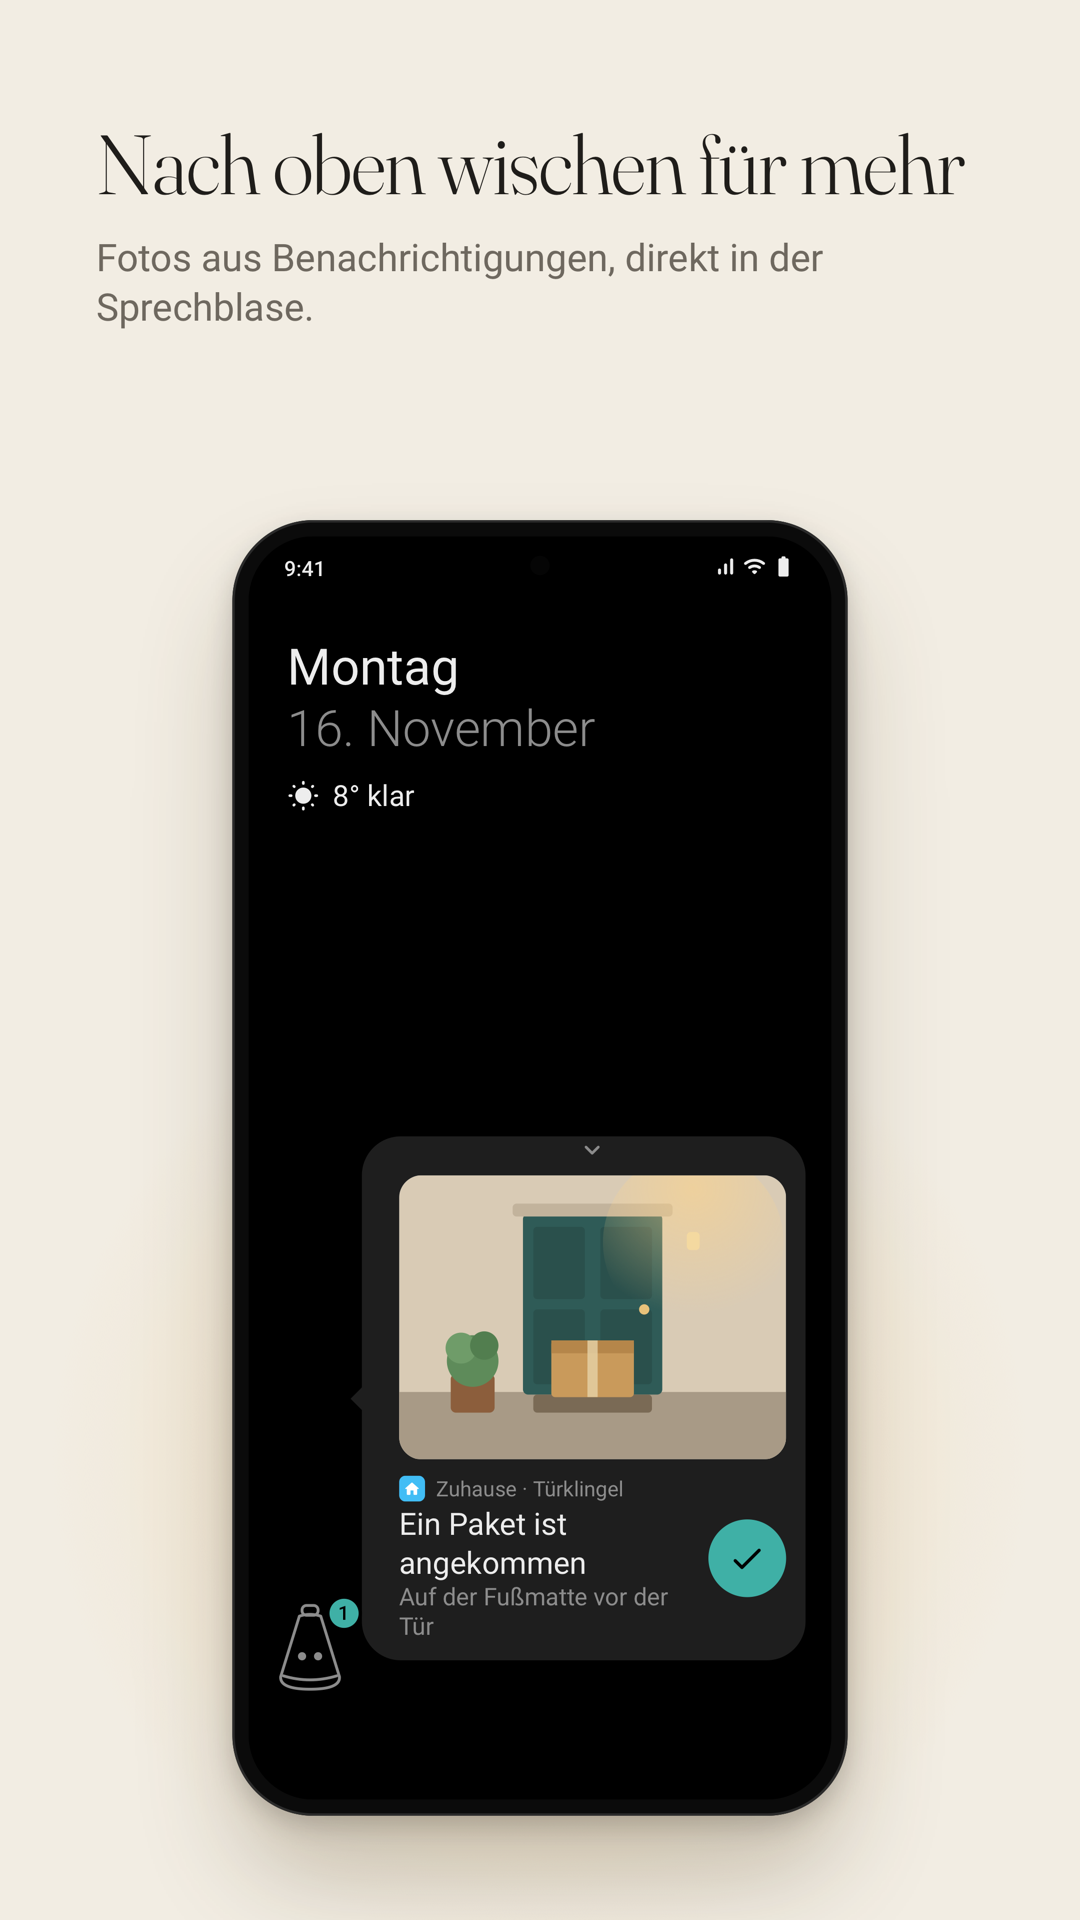 Nach oben wischen für mehr
Fotos aus Benachrichtigungen, direkt in der
Sprechblase.
9:41
Montag
16. November
8° klar
Zuhause · Türklingel
Ein Paket ist
angekommen
Auf der Fußmatte vor der
Tür
1